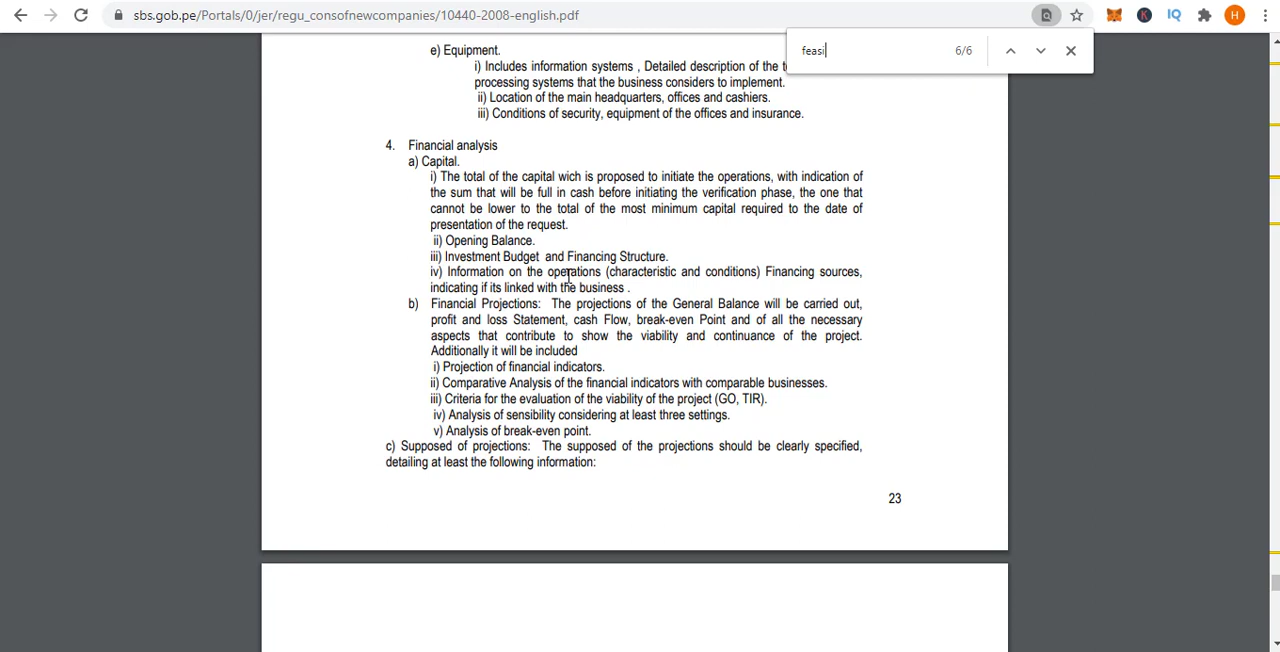 sbs.gob.pe/Portals/0/jer/regu_consofnewcompanies/10440-2008-english.pdf
feasi 6/6
e) Equipment.
i) Includes information systems , Detailed description of the
processing systems that the business considers to implement.
ii) Location of the main headquarters, offices and cashiers.
iii) Conditions of security, equipment of the offices and insurance.
4. Financial analysis
a) Capital.
i) The total of the capital wich is proposed to initiate the operations, with indication of
the sum that will be full in cash before initiating the verification phase, the one that
cannot be lower to the total of the most minimum capital required to the date of
presentation of the request.
ii) Opening Balance.
iii) Investment Budget and Financing Structure.
iv) Information on the operations (characteristic and conditions) Financing sources,
indicating if its linked with the business .
b) Financial Projections: The projections of the General Balance will be carried out,
profit and loss Statement, cash Flow, break-even Point and of all the necessary
aspects that contribute to show the viability and continuance of the project.
Additionally it will be included
i) Projection of financial indicators.
ii) Comparative Analysis of the financial indicators with comparable businesses.
iii) Criteria for the evaluation of the viability of the project (GO, TIR).
iv) Analysis of sensibility considering at least three settings.
v) Analysis of break-even point.
c) Supposed of projections: The supposed of the projections should be clearly specified,
detailing at least the following information:
23